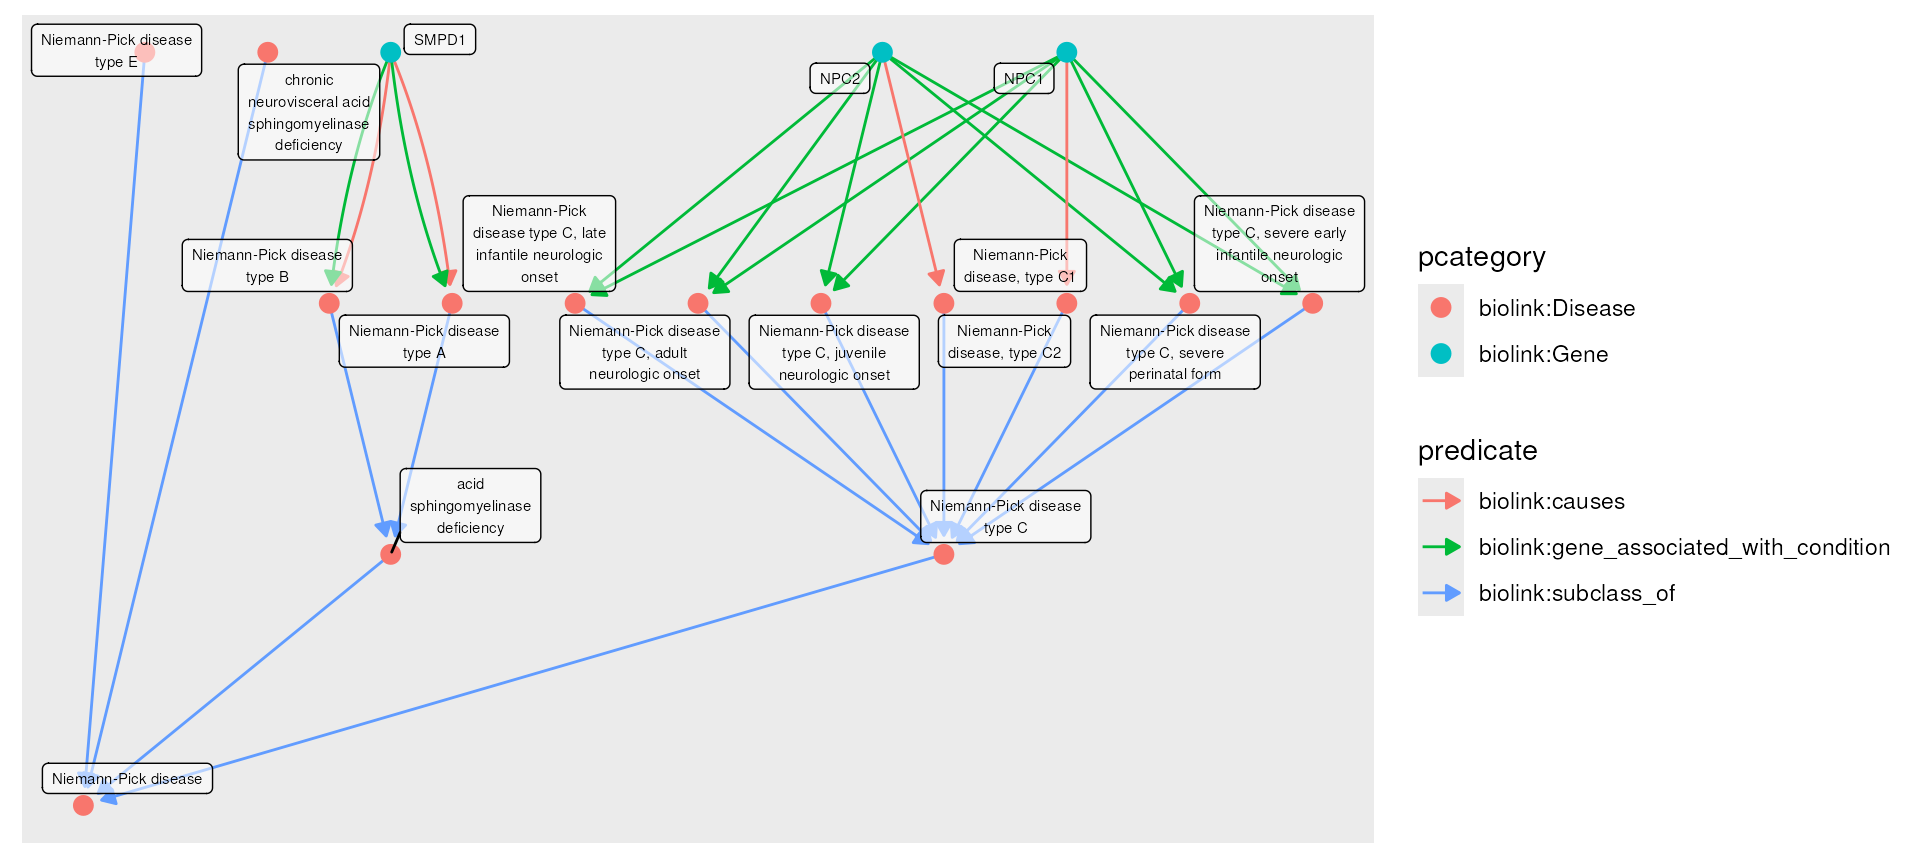 Niemann-Pick disease
type E
SMPD1
chronic
neurovisceral acid
sphingomyelinase
deficiency
NPC2
NPC1
Niemann-Pick
disease type C, late
infantile neurologic
onset
Niemann-Pick disease
type C, severe early
infantile neurologic
onset
Niemann-Pick disease
type B
Niemann-Pick
disease, type C1
Niemann-Pick disease
type A
Niemann-Pick disease
type C, adult
neurologic onset
Niemann-Pick disease
type C, juvenile
neurologic onset
Niemann-Pick
disease, type C2
Niemann-Pick disease
type C, severe
perinatal form
acid
sphingomyelinase
deficiency
Niemann-Pick disease
type C
Niemann-Pick disease
pcategory
biolink:Disease
biolink:Gene
predicate
biolink:causes
biolink:gene_associated_with_condition
biolink:subclass_of